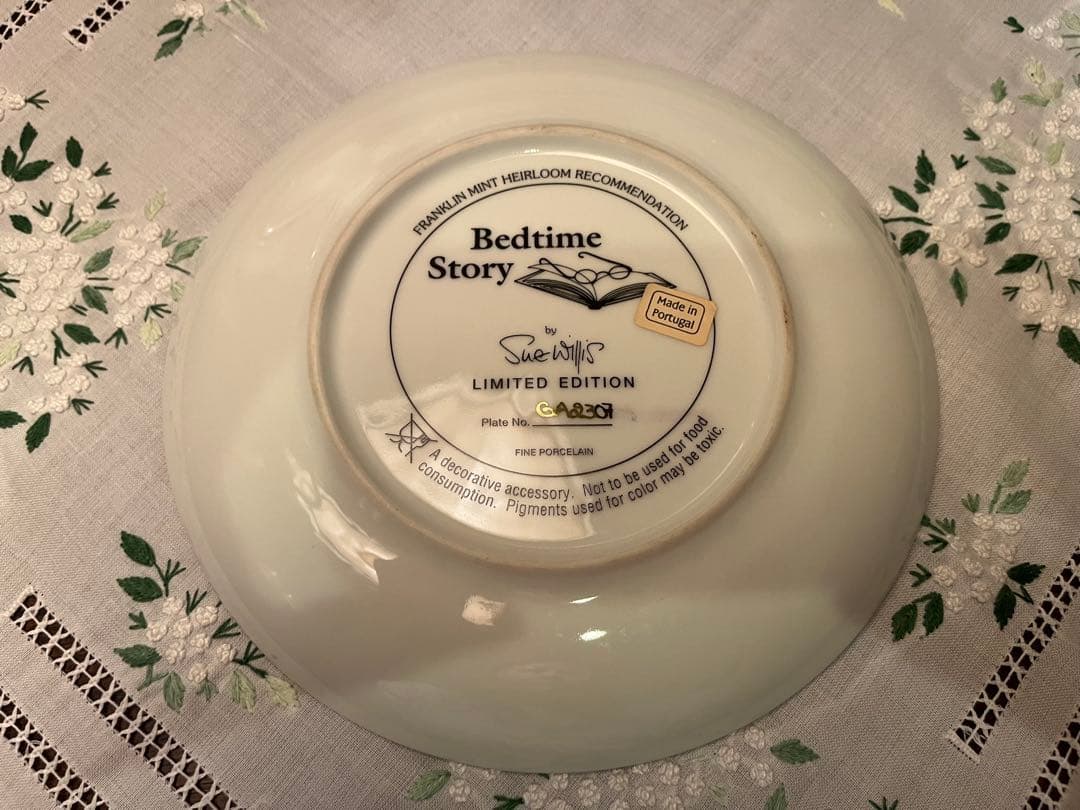 FRANKLIN MINT HEIRLOOM RECOMMENDATION
Bedtime
Story
Made in
Portugal
by
Sue Willis
LIMITED EDITION
Plate No. GA2307
FINE PORCELAIN
A decorative accessory. Not to be used for food
consumption. Pigments used for color may be toxic.